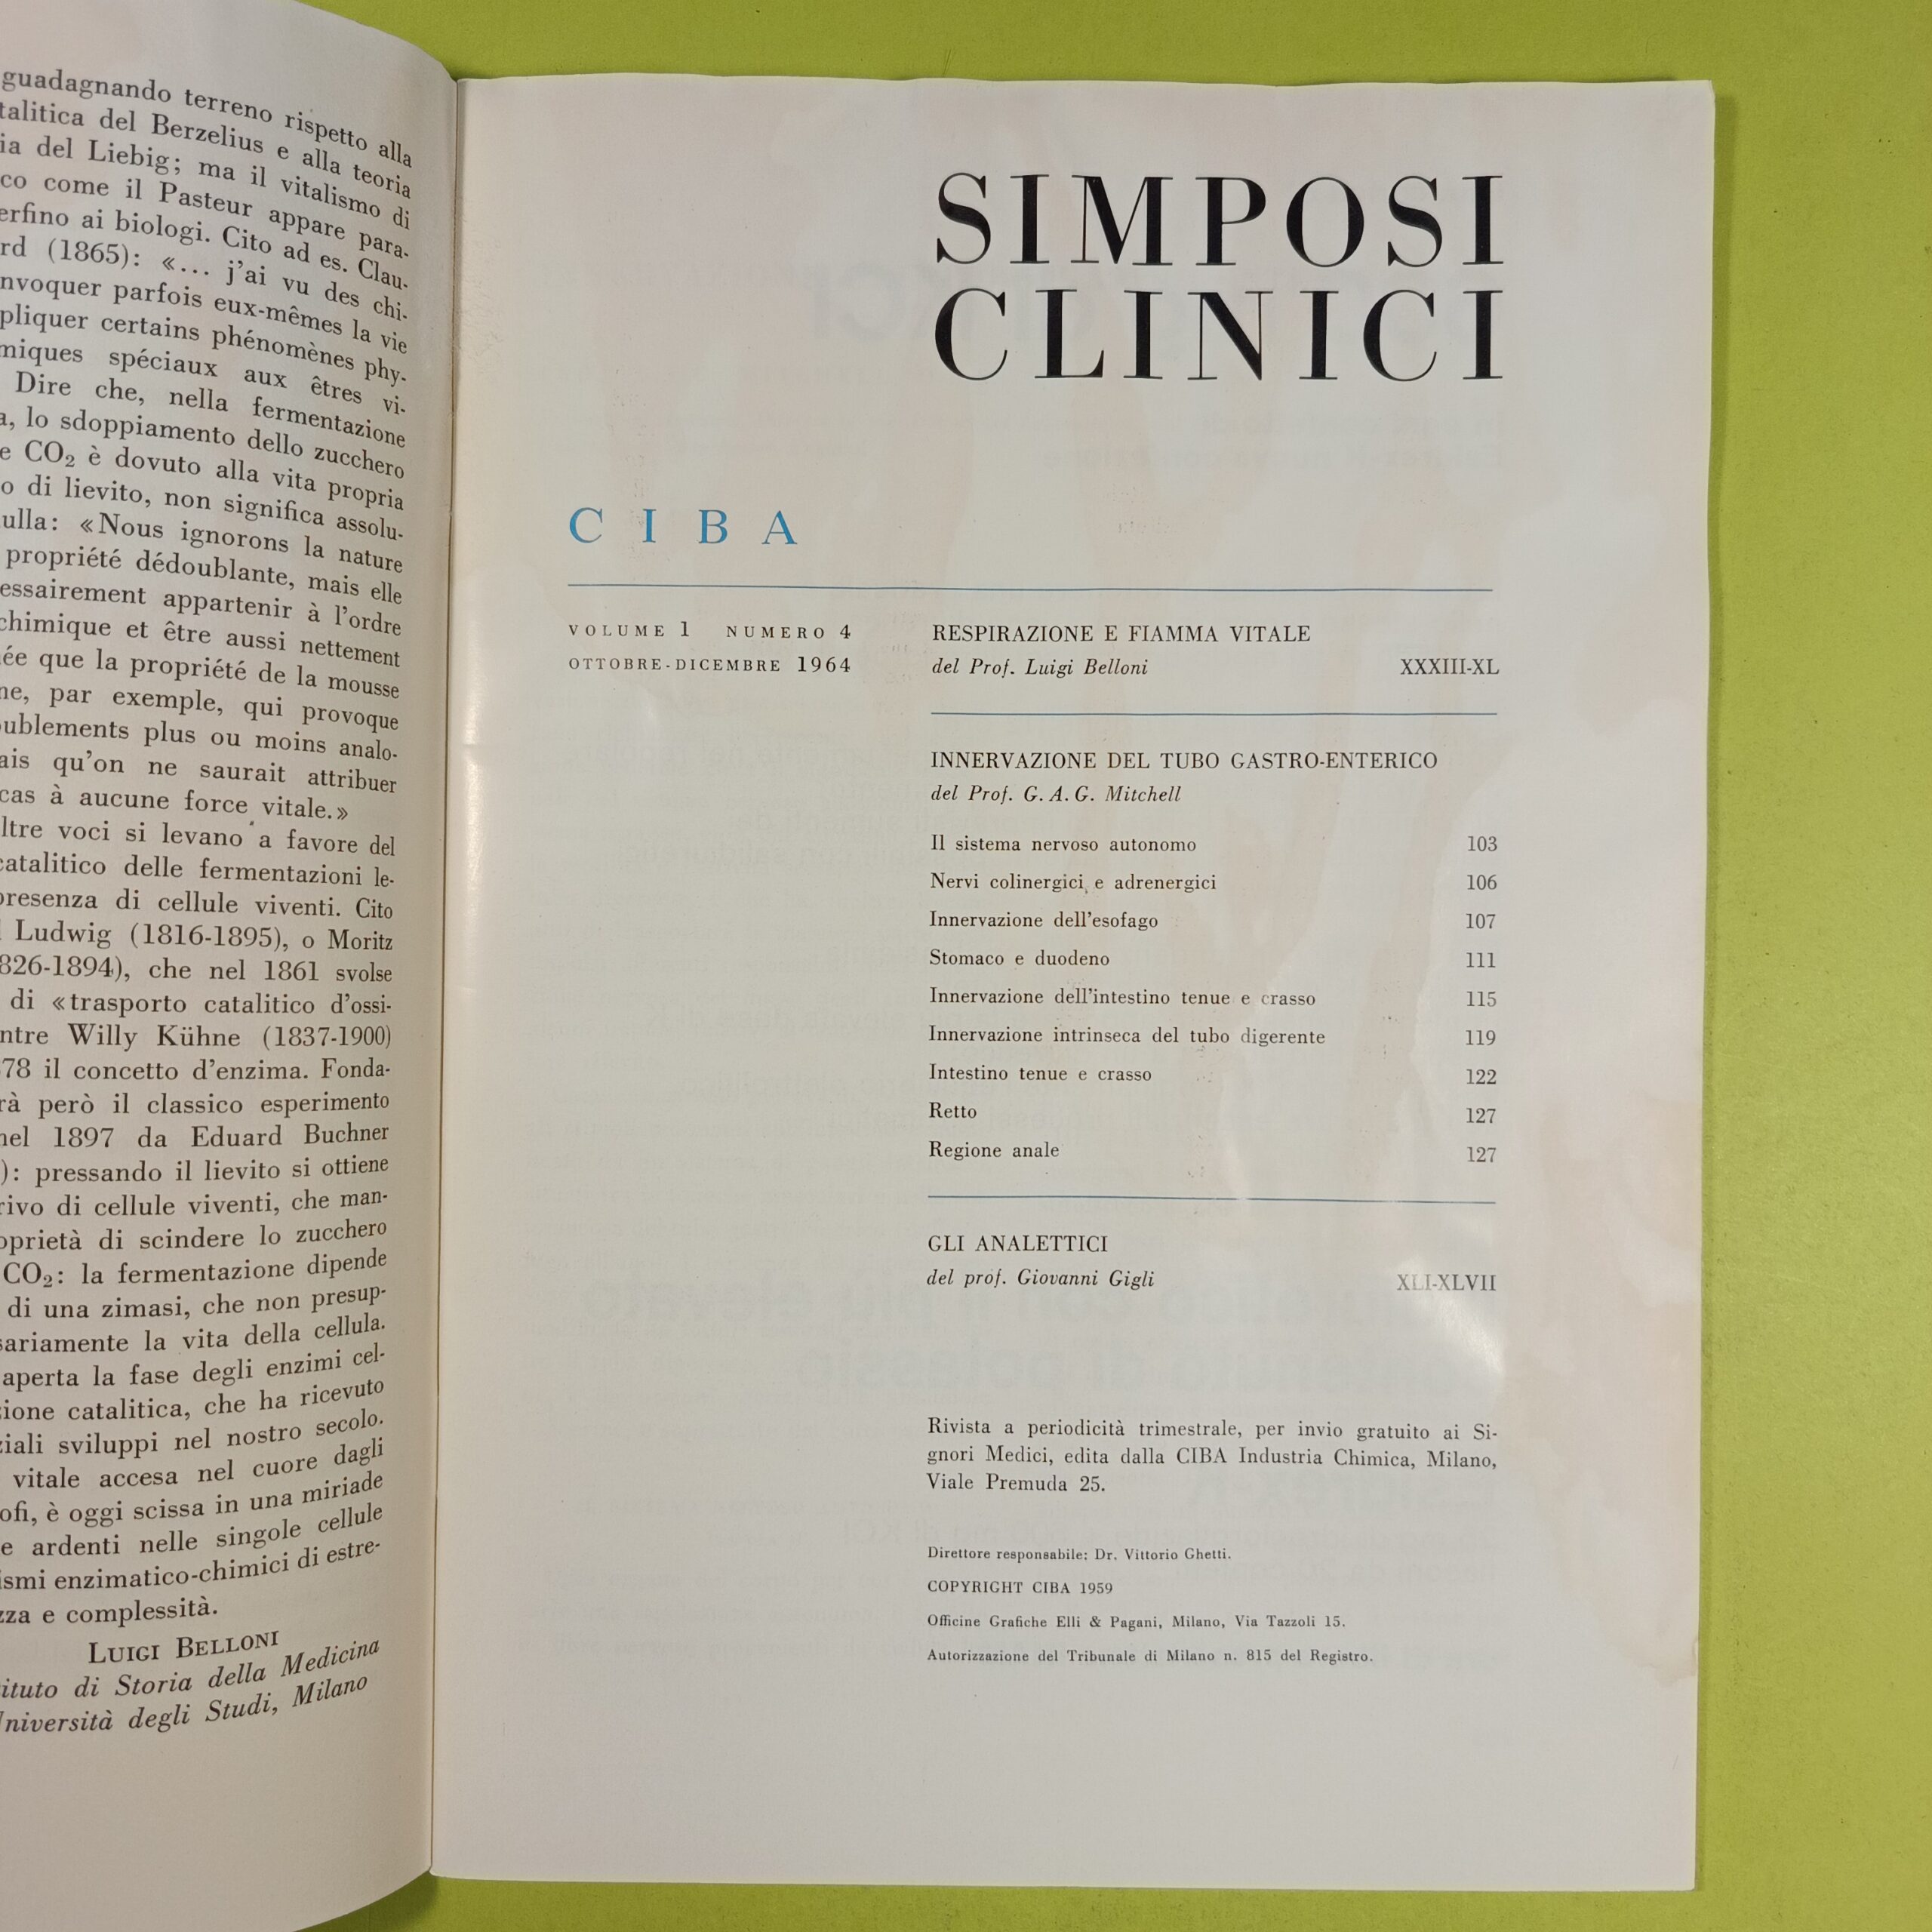 guadagnando terreno rispetto alla
talitica del Berzelius e alla teoria
ia del Liebig; ma il vitalismo di
co come il Pasteur appare para-
erfino ai biologi. Cito ad es. Clau-
rd (1865): «... j'ai vu des chi-
nvoquer parfois eux-mêmes la vie
pliquer certains phénomènes phy-
miques spéciaux aux êtres vi-
Dire che, nella fermentazione
a, lo sdoppiamento dello zucchero
e CO₂ è dovuto alla vita propria
o di lievito, non significa assolu-
ulla: «Nous ignorons la nature
propriété dédoublante, mais elle
essairement appartenir à l'ordre
chimique et être aussi nettement
ée que la propriété de la mousse
ne, par exemple, qui provoque
oublements plus ou moins analo-
ais qu'on ne saurait attribuer
cas à aucune force vitale.»
ltre voci si levano a favore del
catalitico delle fermentazioni le-
presenza di cellule viventi. Cito
Ludwig (1816-1895), o Moritz
826-1894), che nel 1861 svolse
di «trasporto catalitico d'ossi-
ntre Willy Kühne (1837-1900)
78 il concetto d'enzima. Fonda-
rà però il classico esperimento
nel 1897 da Eduard Buchner
): pressando il lievito si ottiene
rivo di cellule viventi, che man-
oprietà di scindere lo zucchero
CO₂: la fermentazione dipende
di una zimasi, che non presup-
sariamente la vita della cellula.
aperta la fase degli enzimi cel-
zione catalitica, che ha ricevuto
ziali sviluppi nel nostro secolo.
vitale accesa nel cuore dagli
ofi, è oggi scissa in una miriade
e ardenti nelle singole cellule
ismi enzimatico-chimici di estre-
zza e complessità.
LUIGI BELLONI
ituto di Storia della Medicina
Università degli Studi, Milano
SIMPOSI
CLINICI
CIBA
VOLUME 1 NUMERO 4
OTTOBRE-DICEMBRE 1964
RESPIRAZIONE E FIAMMA VITALE
del Prof. Luigi Belloni XXXIII-XL
INNERVAZIONE DEL TUBO GASTRO-ENTERICO
del Prof. G. A. G. Mitchell
Il sistema nervoso autonomo 103
Nervi colinergici e adrenergici 106
Innervazione dell'esofago 107
Stomaco e duodeno 111
Innervazione dell'intestino tenue e crasso 115
Innervazione intrinseca del tubo digerente 119
Intestino tenue e crasso 122
Retto 127
Regione anale 127
GLI ANALETTICI
del prof. Giovanni Gigli XLI-XLVII
Rivista a periodicità trimestrale, per invio gratuito ai Si-
gnori Medici, edita dalla CIBA Industria Chimica, Milano,
Viale Premuda 25.
Direttore responsabile: Dr. Vittorio Ghetti.
COPYRIGHT CIBA 1959
Officine Grafiche Elli & Pagani, Milano, Via Tazzoli 15.
Autorizzazione del Tribunale di Milano n. 815 del Registro.